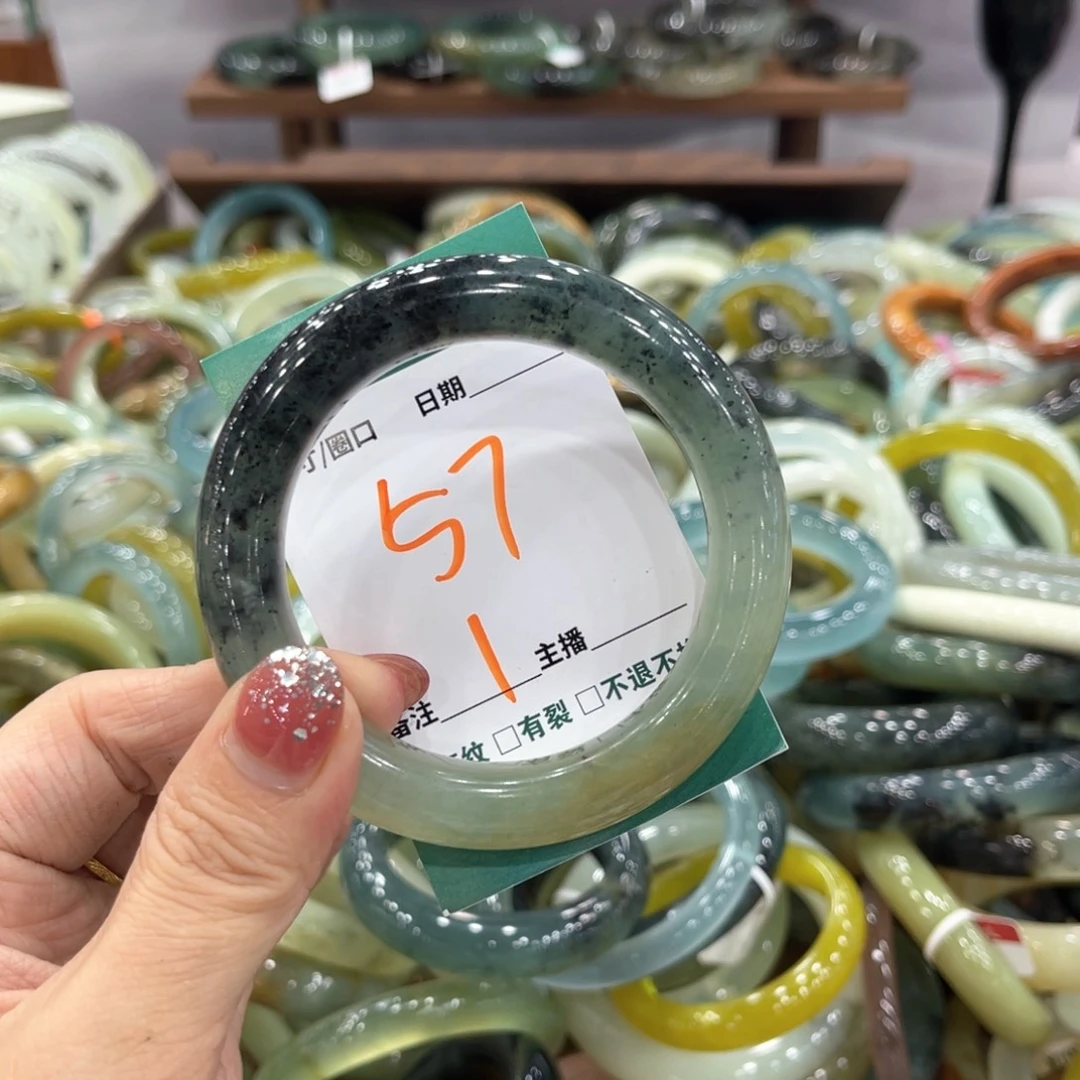 日期
寸/圈口
57
1
主播
备注
纹 □有裂 □不退不